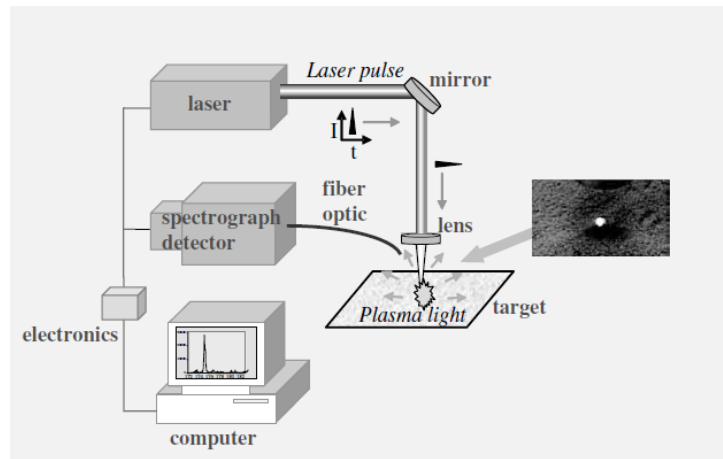 Laser pulse
mirror
laser
I
t
fiber
optic
spectrograph
detector
lens
Plasma light
target
electronics
computer